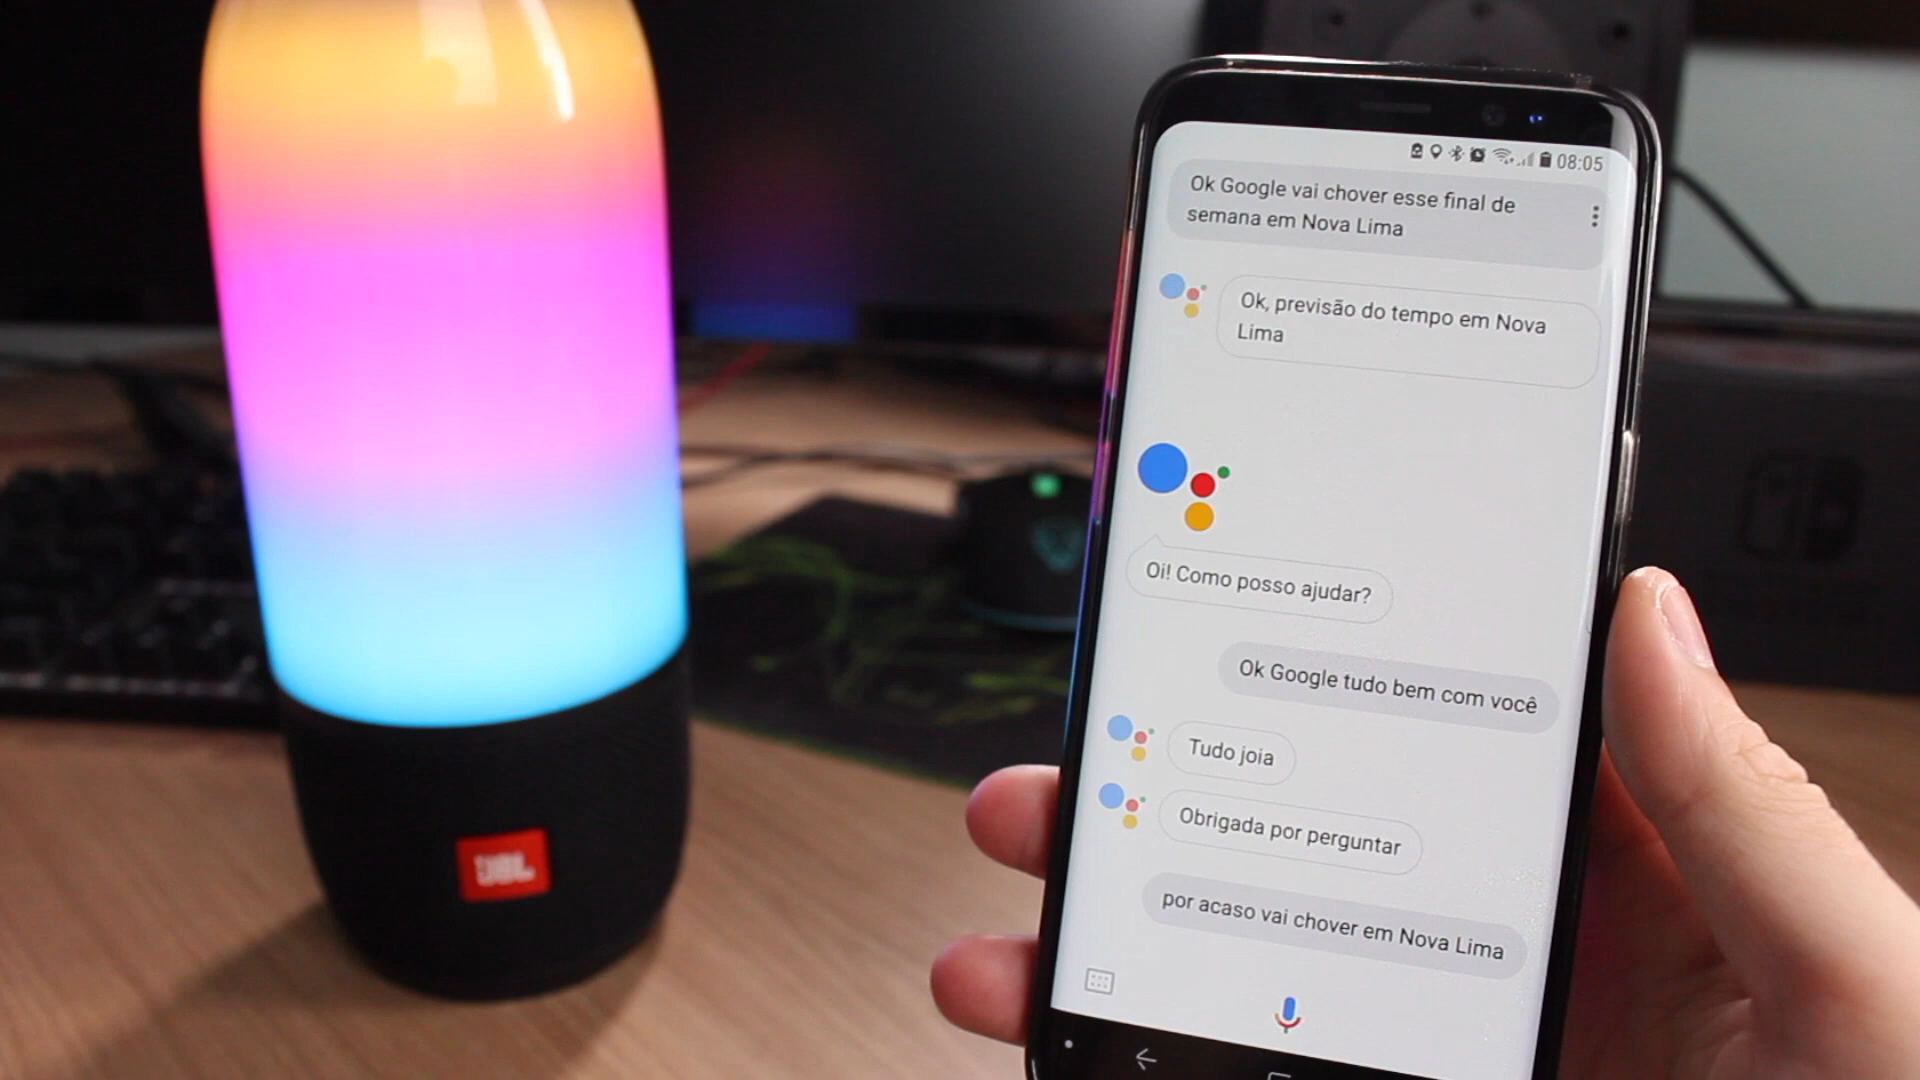 08:05
Ok Google vai chover esse final de
semana em Nova Lima
Ok, previsão do tempo em Nova
Lima
Oi! Como posso ajudar?
Ok Google tudo bem com você
Tudo joia
Obrigada por perguntar
por acaso vai chover em Nova Lima
JBL